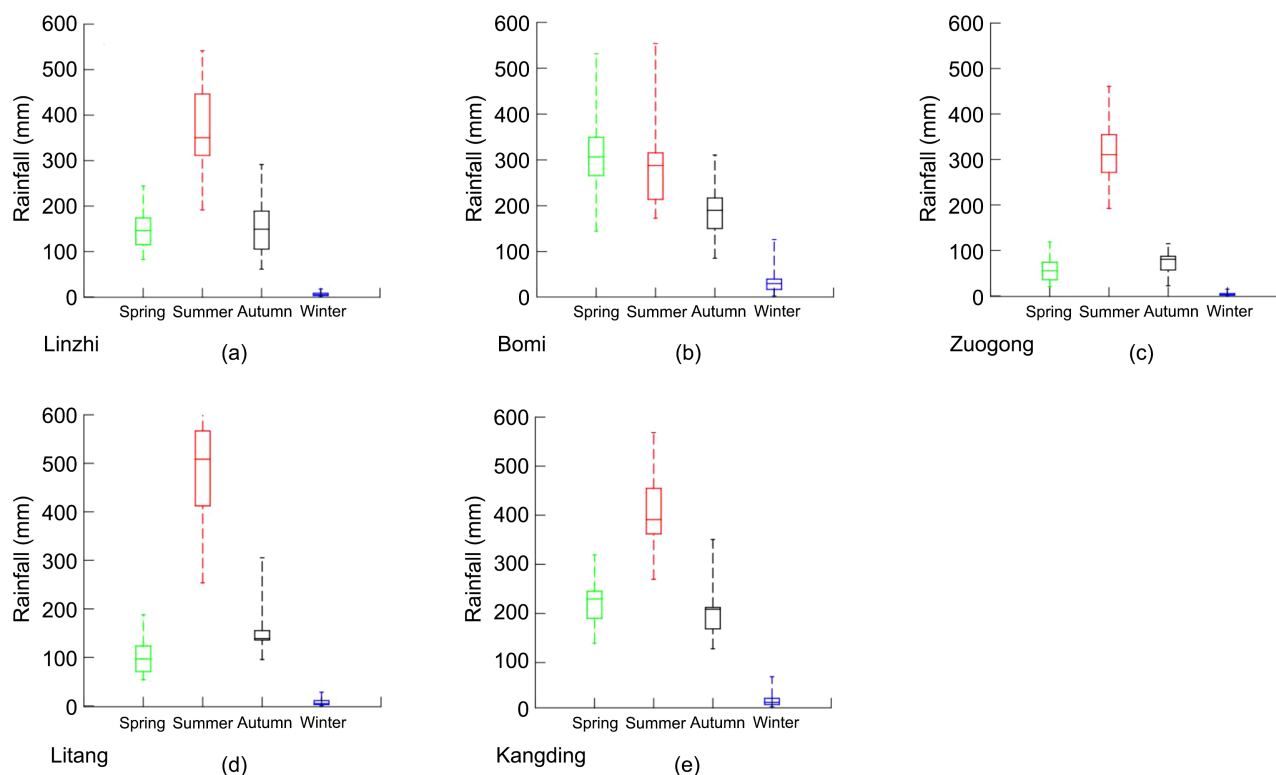 600
500
400
300
200
100
0
Rainfall (mm)
Spring Summer Autumn Winter
Linzhi
(a)
600
500
400
300
200
100
0
Rainfall (mm)
Spring Summer Autumn Winter
Bomi
(b)
600
500
400
300
200
100
0
Rainfall (mm)
Spring Summer Autumn Winter
Zuogong
(c)
600
500
400
300
200
100
0
Rainfall (mm)
Spring Summer Autumn Winter
Litang
(d)
600
500
400
300
200
100
0
Rainfall (mm)
Spring Summer Autumn Winter
Kangding
(e)